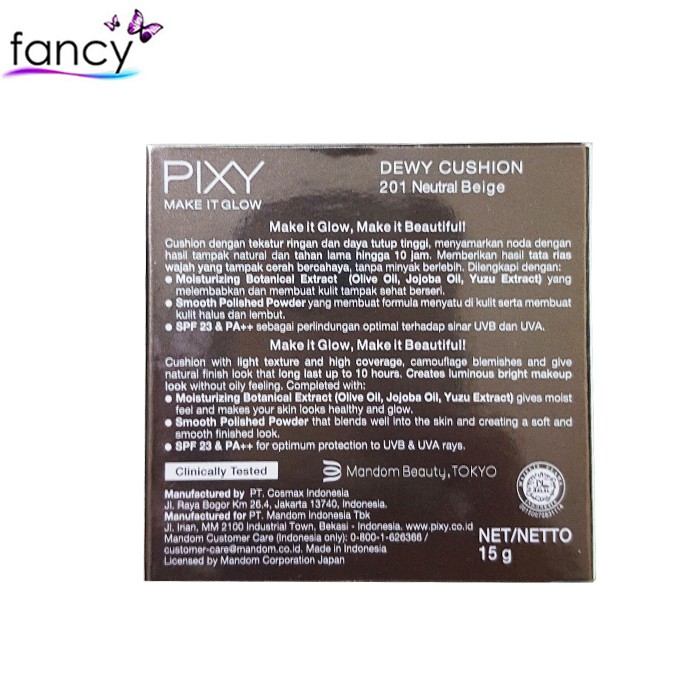 fancy
PIXY
MAKE IT GLOW
DEWY CUSHION
201 Neutral Beige
Make it Glow, Make it Beautiful!
Cushion dengan tekstur ringan dan daya tutup tinggi, menyamarkan noda dengan
hasil tampak natural dan tahan lama hingga 10 jam. Memberikan hasil tata rias
wajah yang tampak cerah bercahaya, tanpa minyak berlebih. Dilengkapi dengan:
● Moisturizing Botanical Extract (Olive Oil, Jojoba Oil, Yuzu Extract) yang
melembabkan dan membuat kulit tampak sehat berseri.
● Smooth Polished Powder yang membuat formula menyatu di kulit serta membuat
kulit halus dan lembut.
● SPF 23 & PA++ sebagai perlindungan optimal terhadap sinar UVB dan UVA.
Make it Glow, Make it Beautiful!
Cushion with light texture and high coverage, camouflage blemishes and give
natural finish look that long last up to 10 hours. Creates luminous bright makeup
look without oily feeling. Completed with:
● Moisturizing Botanical Extract (Olive Oil, Jojoba Oil, Yuzu Extract) gives moist
feel and makes your skin looks healthy and glow.
● Smooth Polished Powder that blends well into the skin and creating a soft and
smooth finished look.
● SPF 23 & PA++ for optimum protection to UVB & UVA rays.
Clinically Tested
Mandom Beauty, TOKYO
Manufactured by PT. Cosmax Indonesia
Jl. Raya Bogor Km 26,4, Jakarta 13740, Indonesia.
Manufactured for PT. Mandom Indonesia Tbk
Jl. Irian, MM 2100 Industrial Town, Bekasi - Indonesia. www.pixy.co.id
Mandom Customer Care (Indonesia only): 0-800-1-626366 /
customer-care@mandom.co.id. Made in Indonesia
Licensed by Mandom Corporation Japan
NET/NETTO
15 g